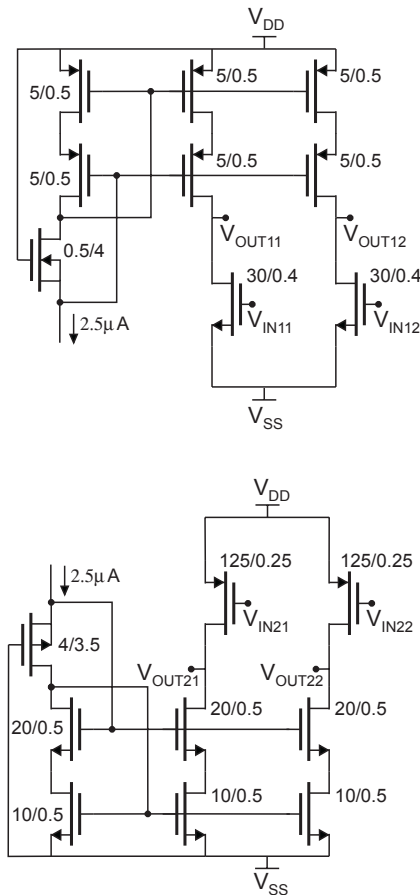 V_DD
5/0.5 5/0.5 5/0.5
5/0.5 5/0.5 5/0.5
V_OUT11 V_OUT12
0.5/4
30/0.4 30/0.4
2.5μA
V_IN11 V_IN12
V_SS
V_DD
125/0.25 125/0.25
2.5μA
V_IN21 V_IN22
4/3.5
V_OUT21 V_OUT22
20/0.5 20/0.5 20/0.5
10/0.5 10/0.5 10/0.5
V_SS